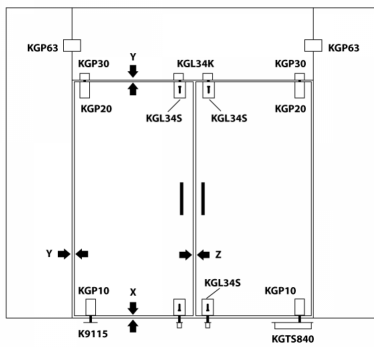 KGP63
KGP63
KGP30
Y
KGL34K
KGP30
KGP20
KGL34S
KGL34S
KGP20
Y
Z
KGP10
X
KGL34S
KGP10
K9115
KGTS840